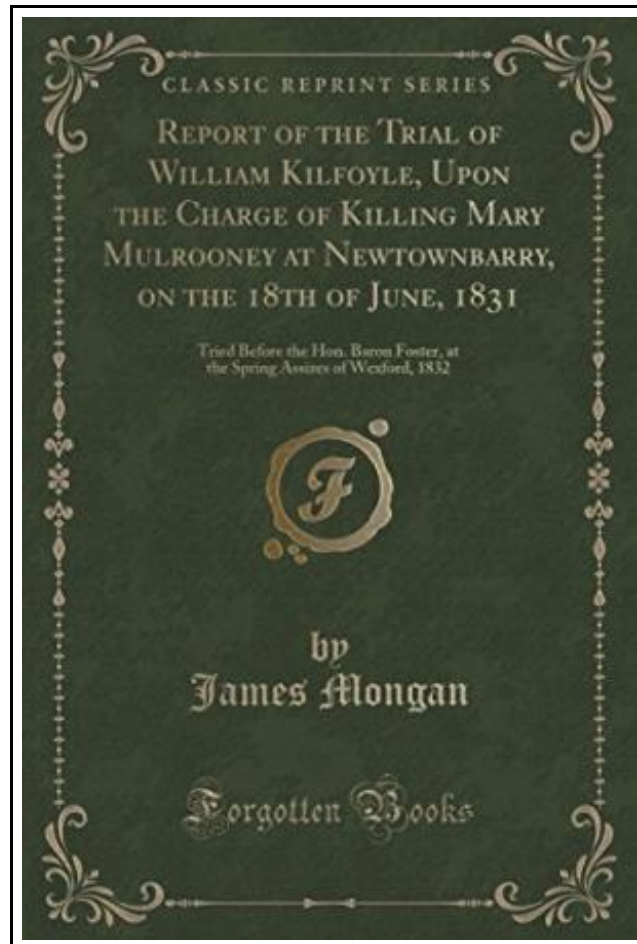 CLASSIC REPRINT SERIES
REPORT OF THE TRIAL OF
WILLIAM KILFOYLE, UPON
THE CHARGE OF KILLING MARY
MULROONEY AT NEWTOWNBARRY,
ON THE 18TH OF JUNE, 1831
Tried Before the Hon. Baron Foster, at
the Spring Assizes of Wexford, 1832
F
by
James Mongan
Forgotten Books